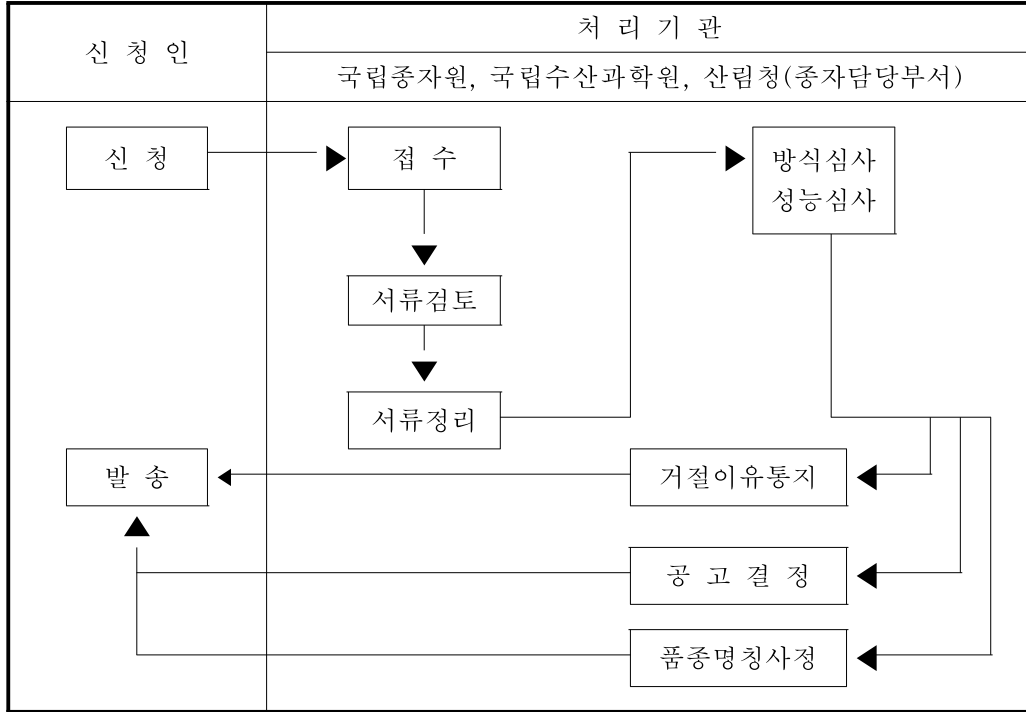 신 청 인
처 리 기 관
국립종자원, 국립수산과학원, 산림청(종자담당부서)
신 청
접 수
방식심사
성능심사
서류검토
서류정리
발 송
거절이유통지
공 고 결 정
품종명칭사정